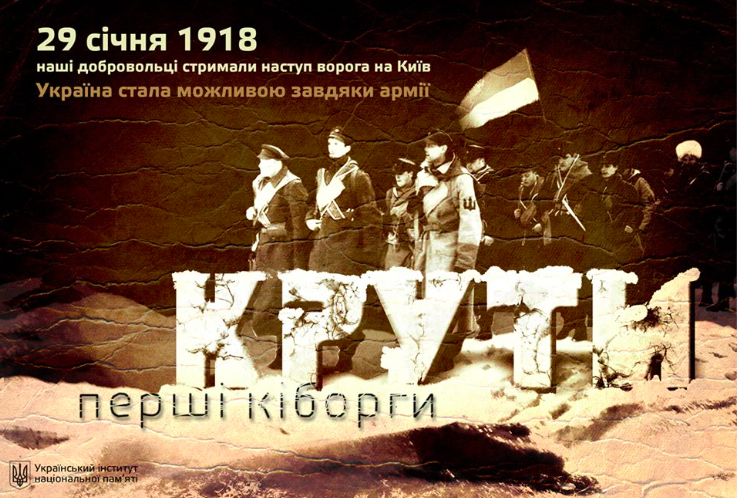 29 січня 1918
наші добровольці стримали наступ ворога на Київ
Україна стала можливою завдяки армії
КРУТИ
перші кіборги
Український інститут
національної пам'яті